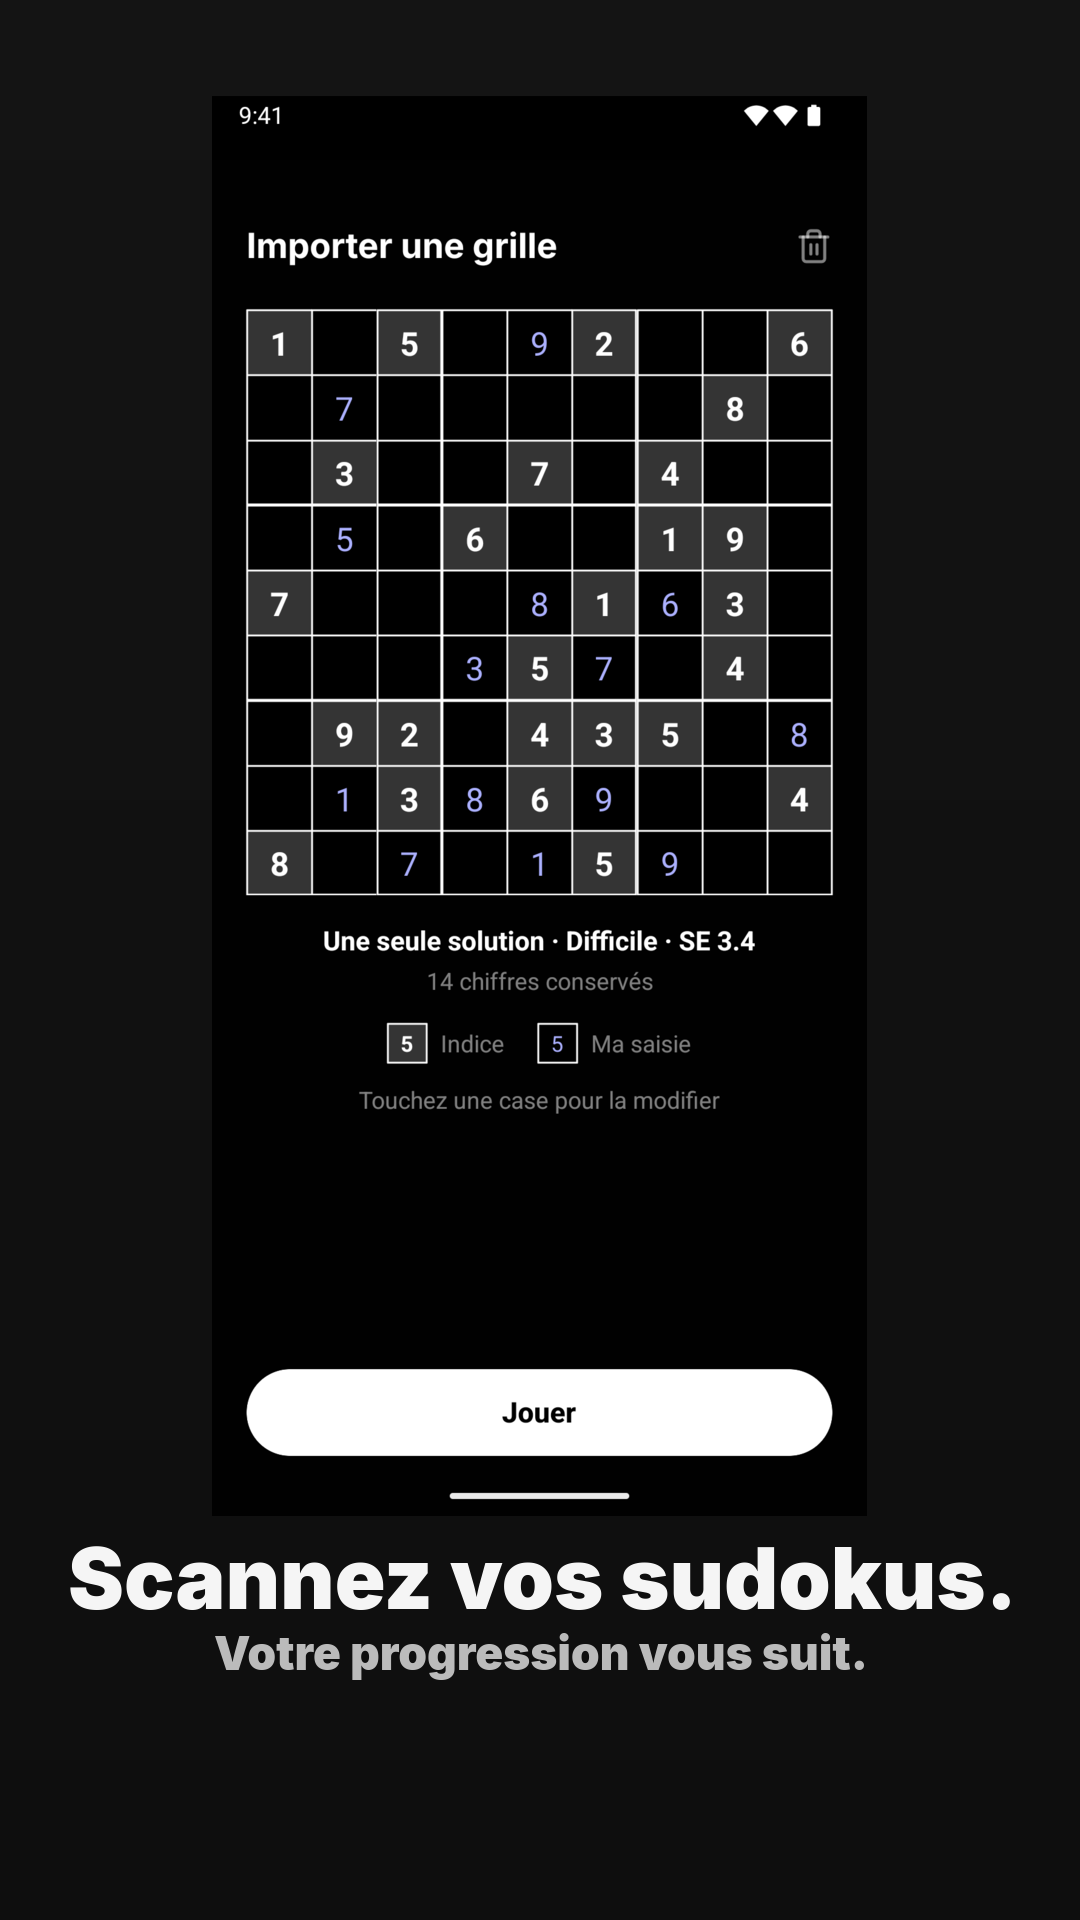 9:41
Importer une grille
1 5 9 2 6
7 8
3 7 4
5 6 1 9
7 8 1 6 3
3 5 7 4
9 2 4 3 5 8
1 3 8 6 9 4
8 7 1 5 9
Une seule solution · Difficile · SE 3.4
14 chiffres conservés
5 Indice 5 Ma saisie
Touchez une case pour la modifier
Jouer
Scannez vos sudokus.
Votre progression vous suit.